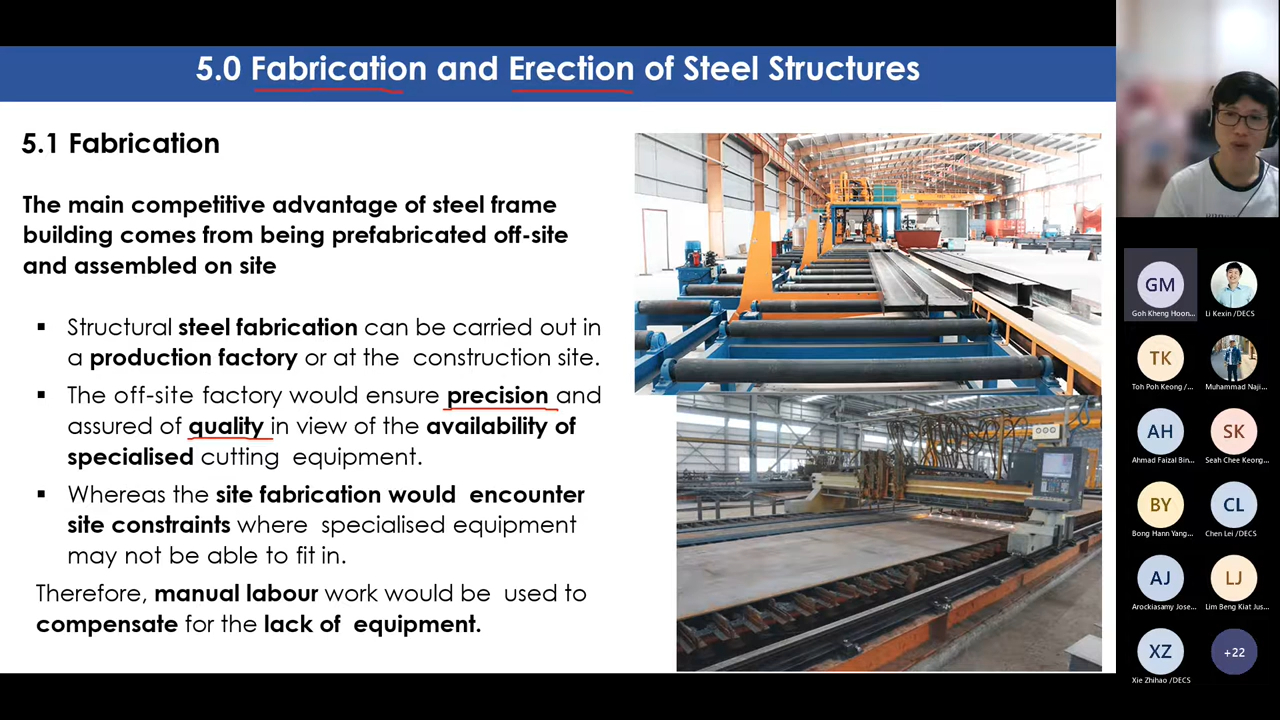 5.0 Fabrication and Erection of Steel Structures
5.1 Fabrication
The main competitive advantage of steel frame
building comes from being prefabricated off-site
and assembled on site
▪ Structural steel fabrication can be carried out in
a production factory or at the construction site.
▪ The off-site factory would ensure precision and
assured of quality in view of the availability of
specialised cutting equipment.
▪ Whereas the site fabrication would encounter
site constraints where specialised equipment
may not be able to fit in.
Therefore, manual labour work would be used to
compensate for the lack of equipment.
GM
Goh Kheng Hoon...
Li Kexin /DECS
TK
Toh Poh Keong /...
Muhammad Naji...
AH
Ahmad Faizal Bin...
SK
Seah Chee Keong...
BY
Bong Hann Yang...
CL
Chen Lei /DECS
AJ
Arockiasamy Jose...
LJ
Lim Beng Kiat Jus...
XZ
Xie Zhihao /DECS
+22